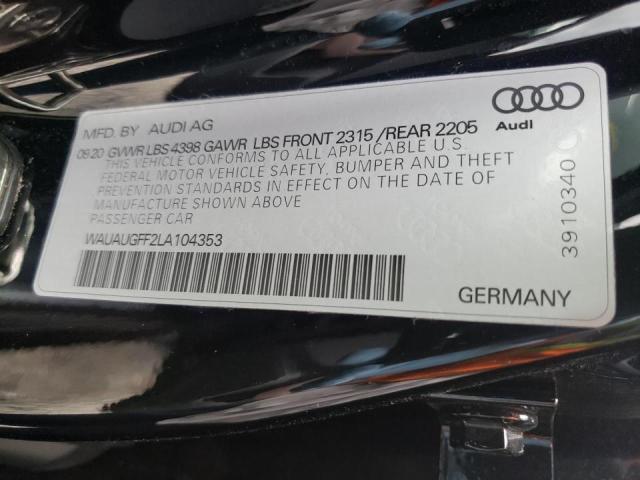 MFD. BY AUDI AG
Audi
08 20 GVWR LBS 4398 GAWR LBS FRONT 2315 /REAR 2205
THIS VEHICLE CONFORMS TO ALL APPLICABLE U.S.
FEDERAL MOTOR VEHICLE SAFETY, BUMPER AND THEFT
PREVENTION STANDARDS IN EFFECT ON THE DATE OF
MANUFACTURE SHOWN ABOVE
PASSENGER CAR
WAUAUGFF2LA104353
GERMANY
3910340 C